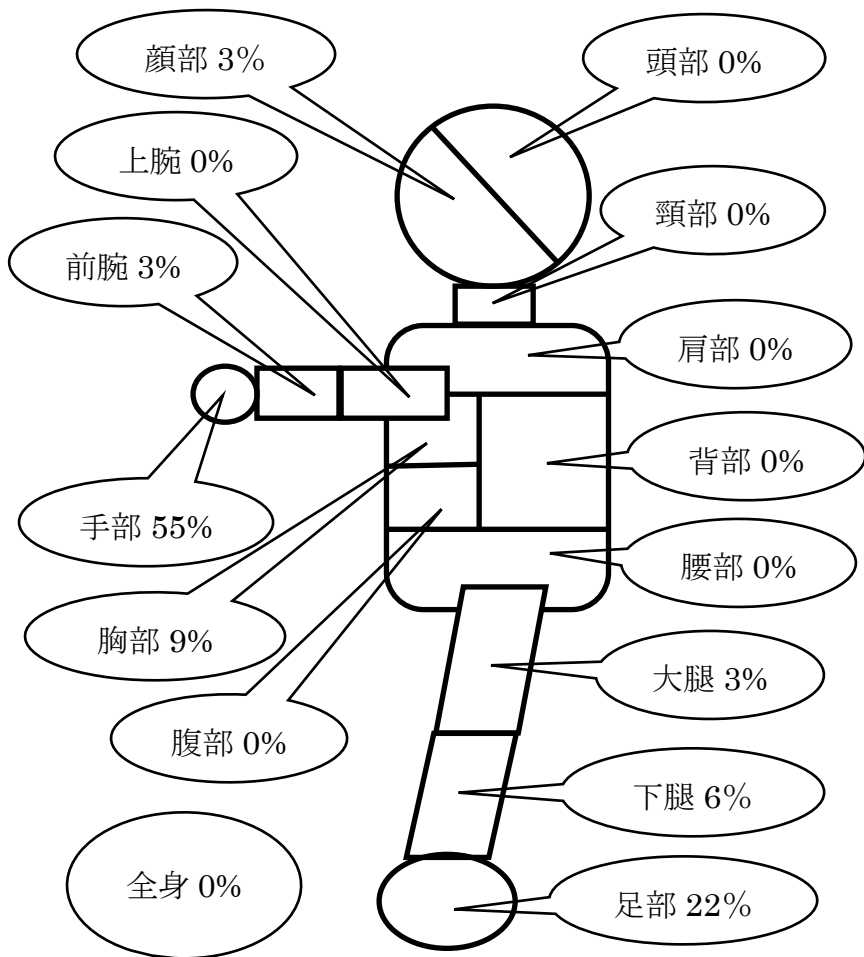 顔部 3%
頭部 0%
上腕 0%
頸部 0%
前腕 3%
肩部 0%
背部 0%
手部 55%
腰部 0%
胸部 9%
大腿 3%
腹部 0%
下腿 6%
全身 0%
足部 22%